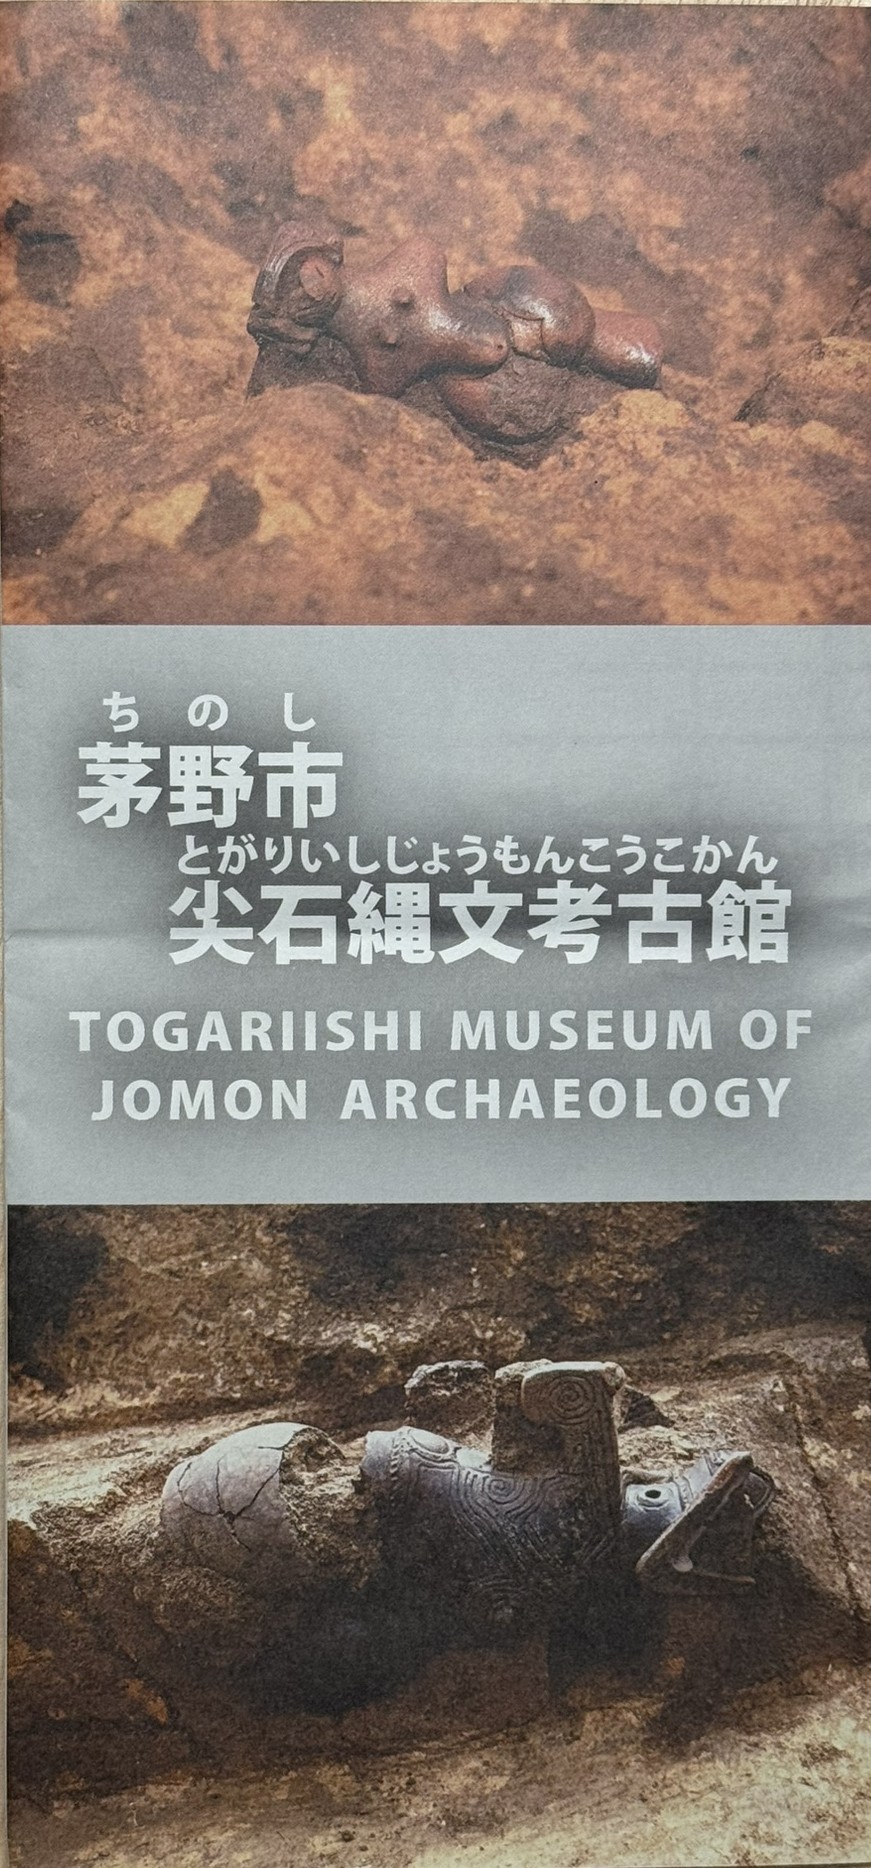 ちのし
茅野市
とがりいしじょうもんこうこかん
尖石縄文考古館
TOGARIISHI MUSEUM OF
JOMON ARCHAEOLOGY